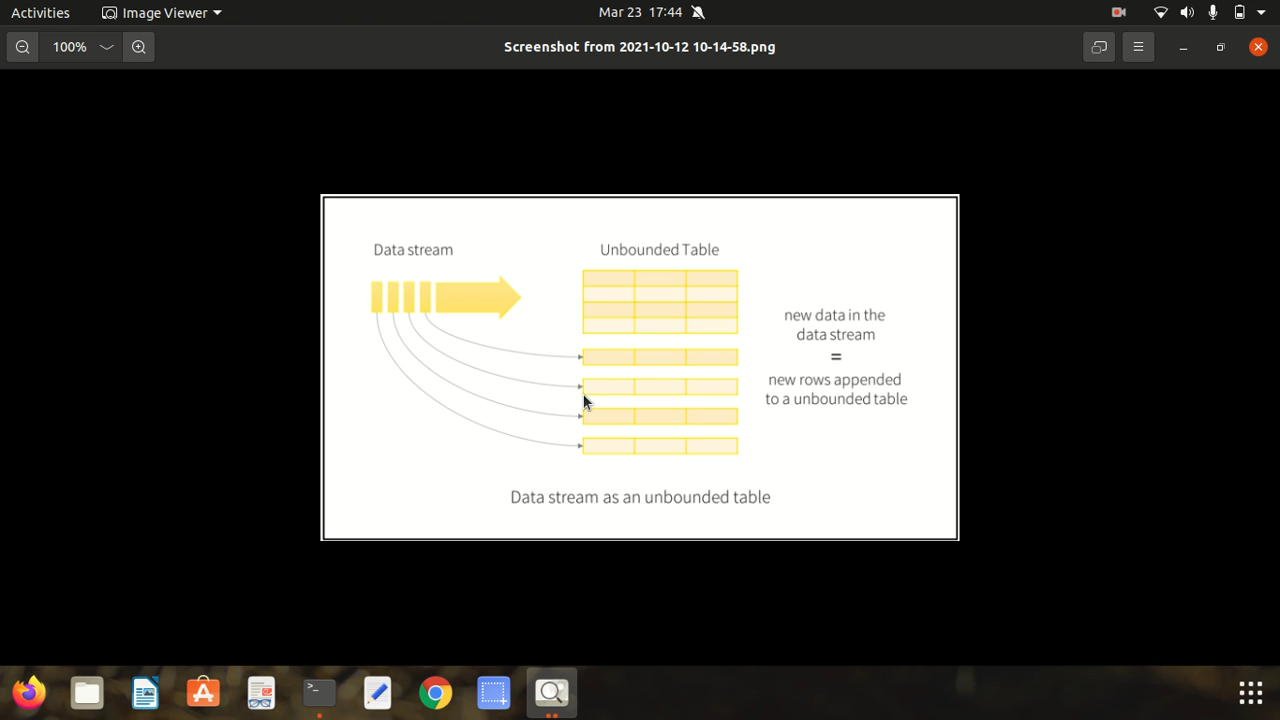 Activities
Image Viewer
Mar 23 17:44
100%
Screenshot from 2021-10-12 10-14-58.png
Data stream
Unbounded Table
new data in the
data stream
=
new rows appended
to a unbounded table
Data stream as an unbounded table